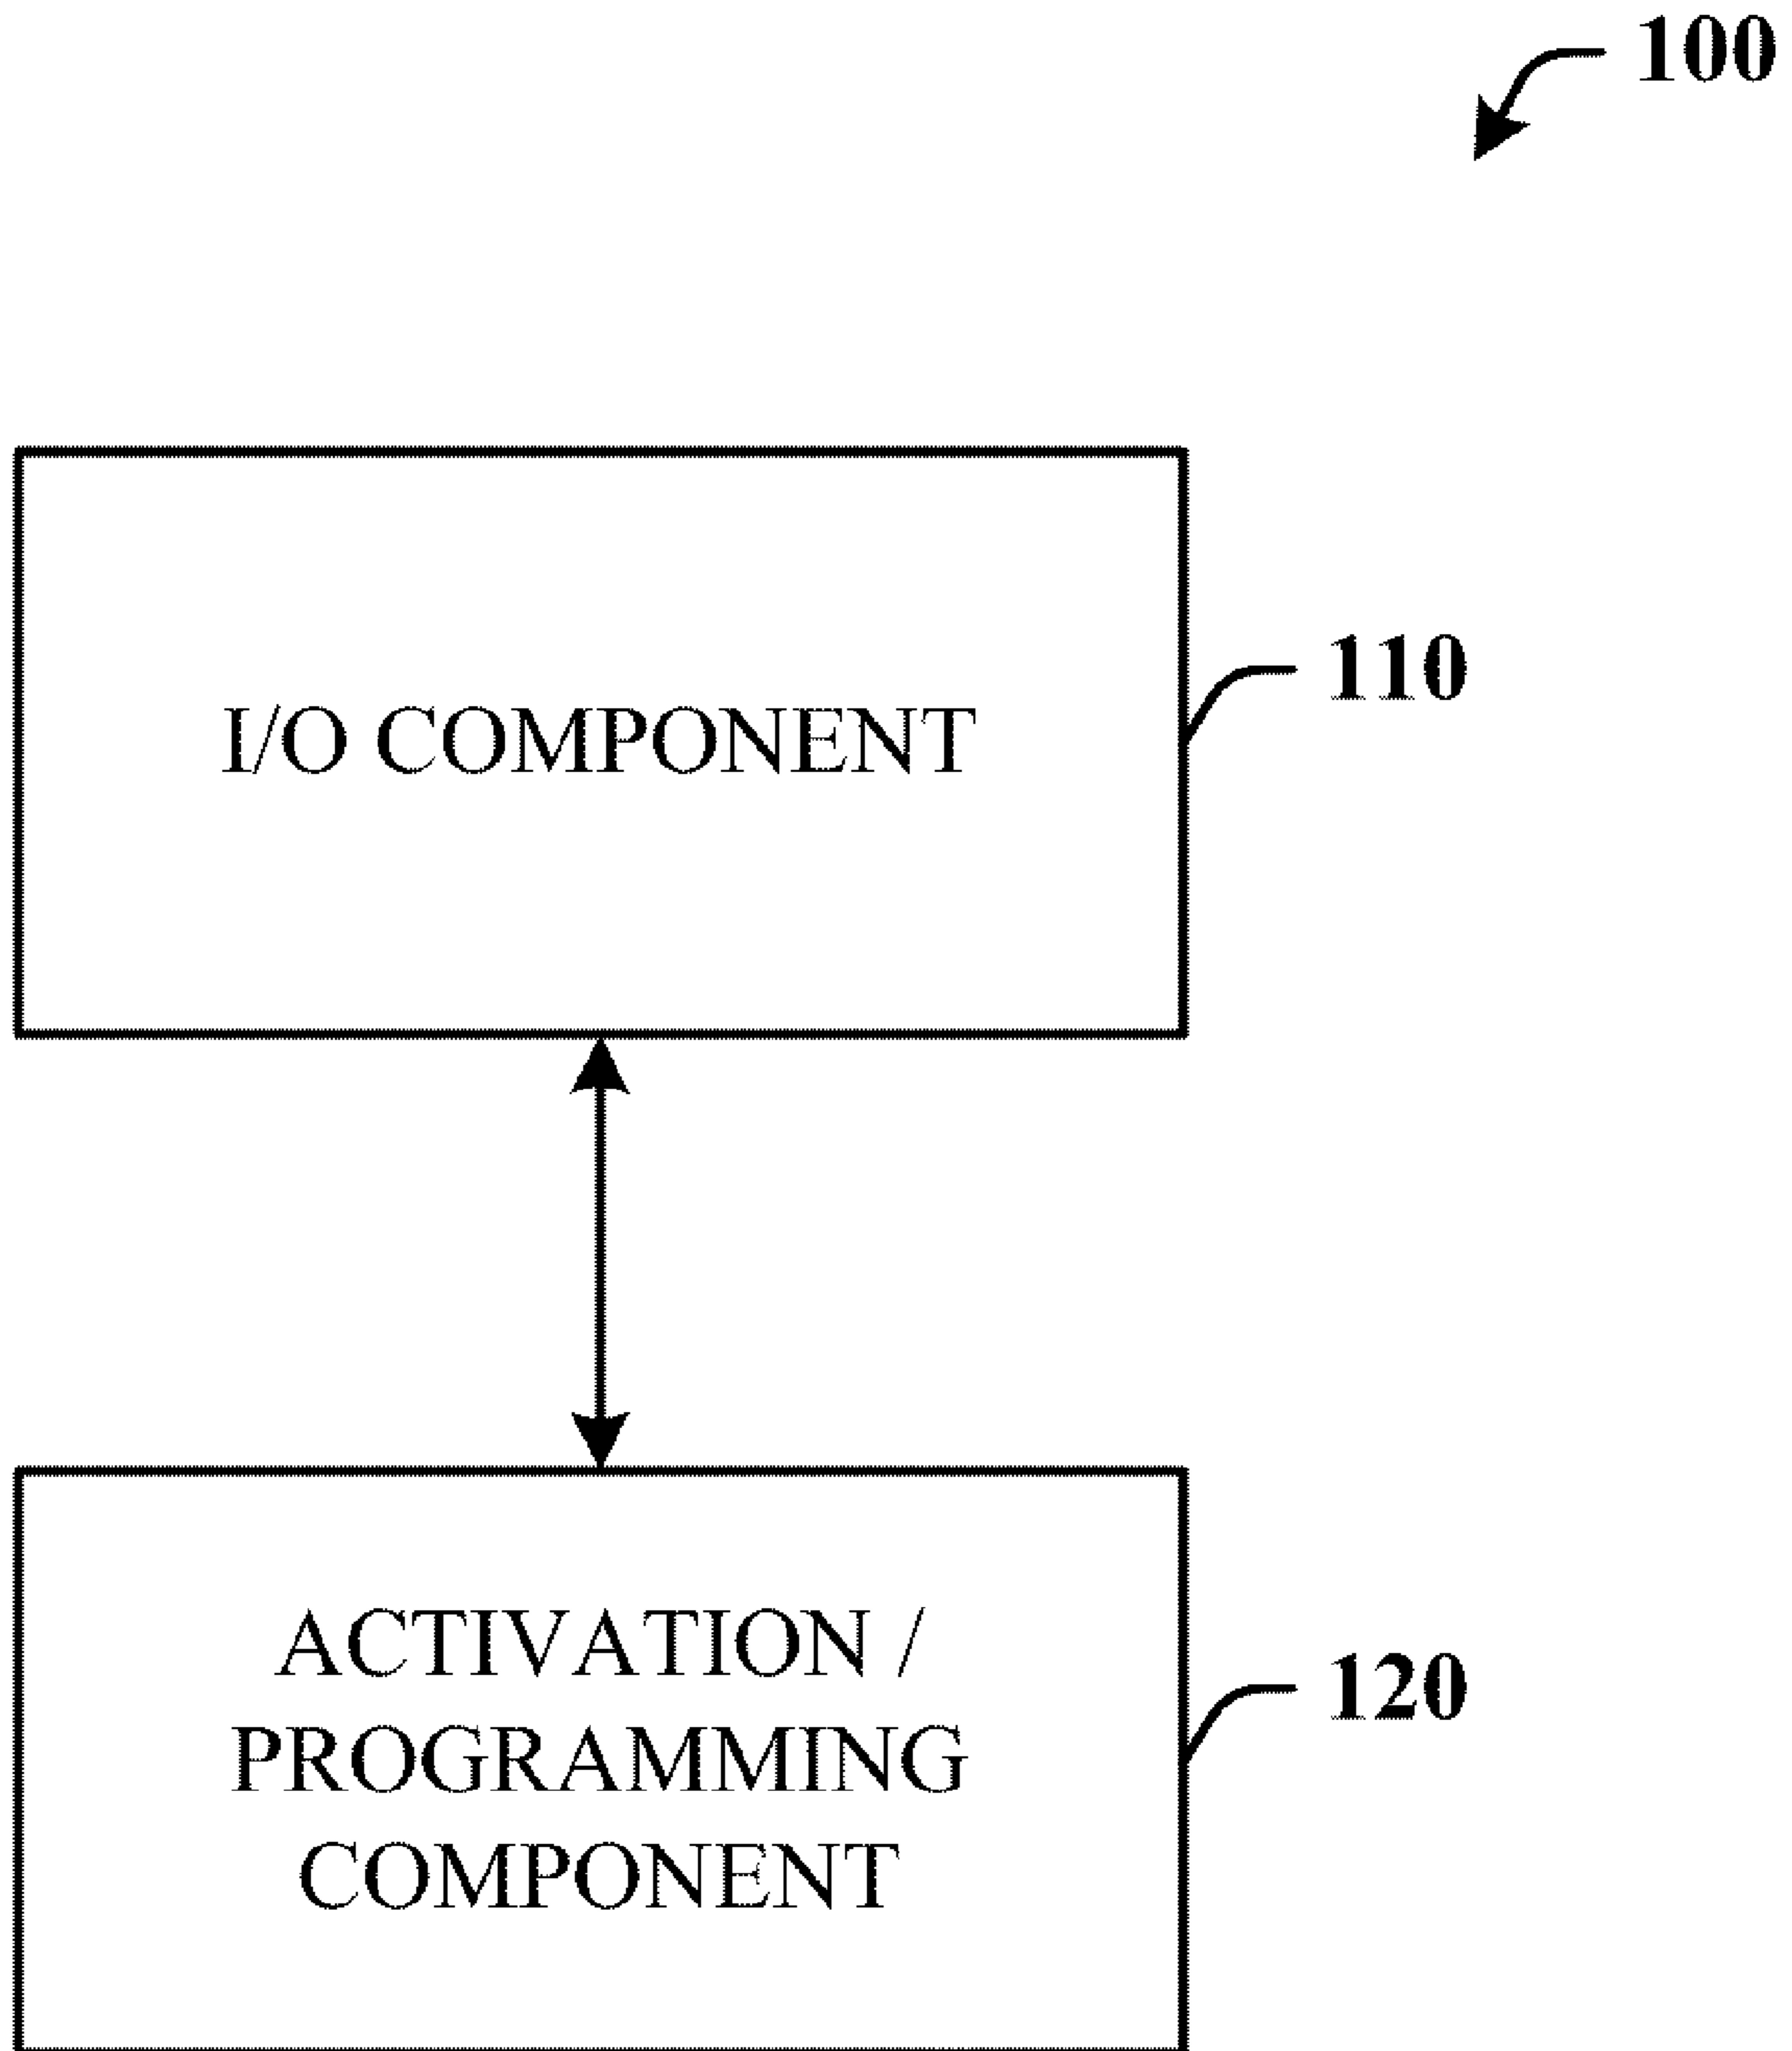 100
I/O COMPONENT
110
ACTIVATION /
PROGRAMMING
COMPONENT
120